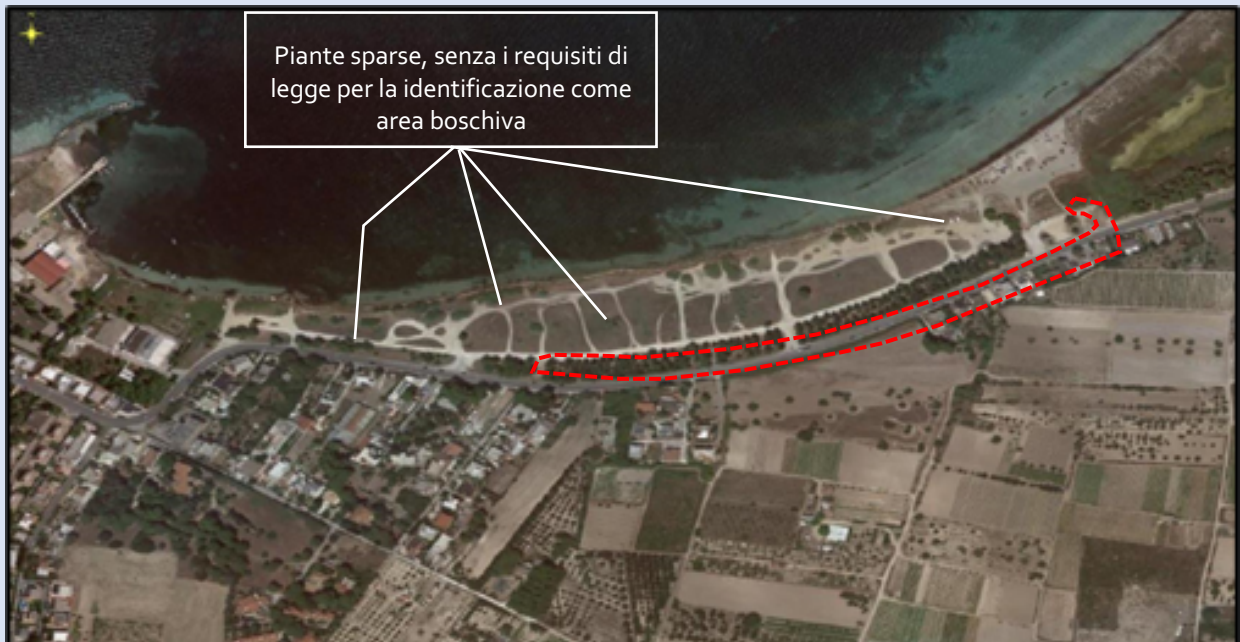 Piante sparse, senza i requisiti di
legge per la identificazione come
area boschiva